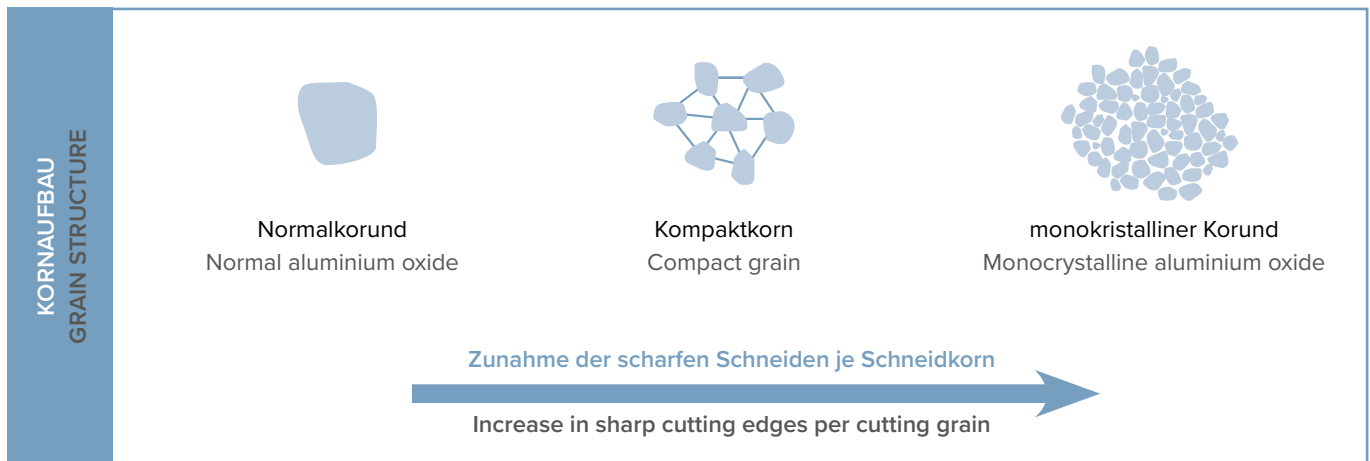 KORNAUFBAU
GRAIN STRUCTURE
Normalkorund
Normal aluminium oxide
Kompaktkorn
Compact grain
monokristalliner Korund
Monocrystalline aluminium oxide
Zunahme der scharfen Schneiden je Schneidkorn
Increase in sharp cutting edges per cutting grain